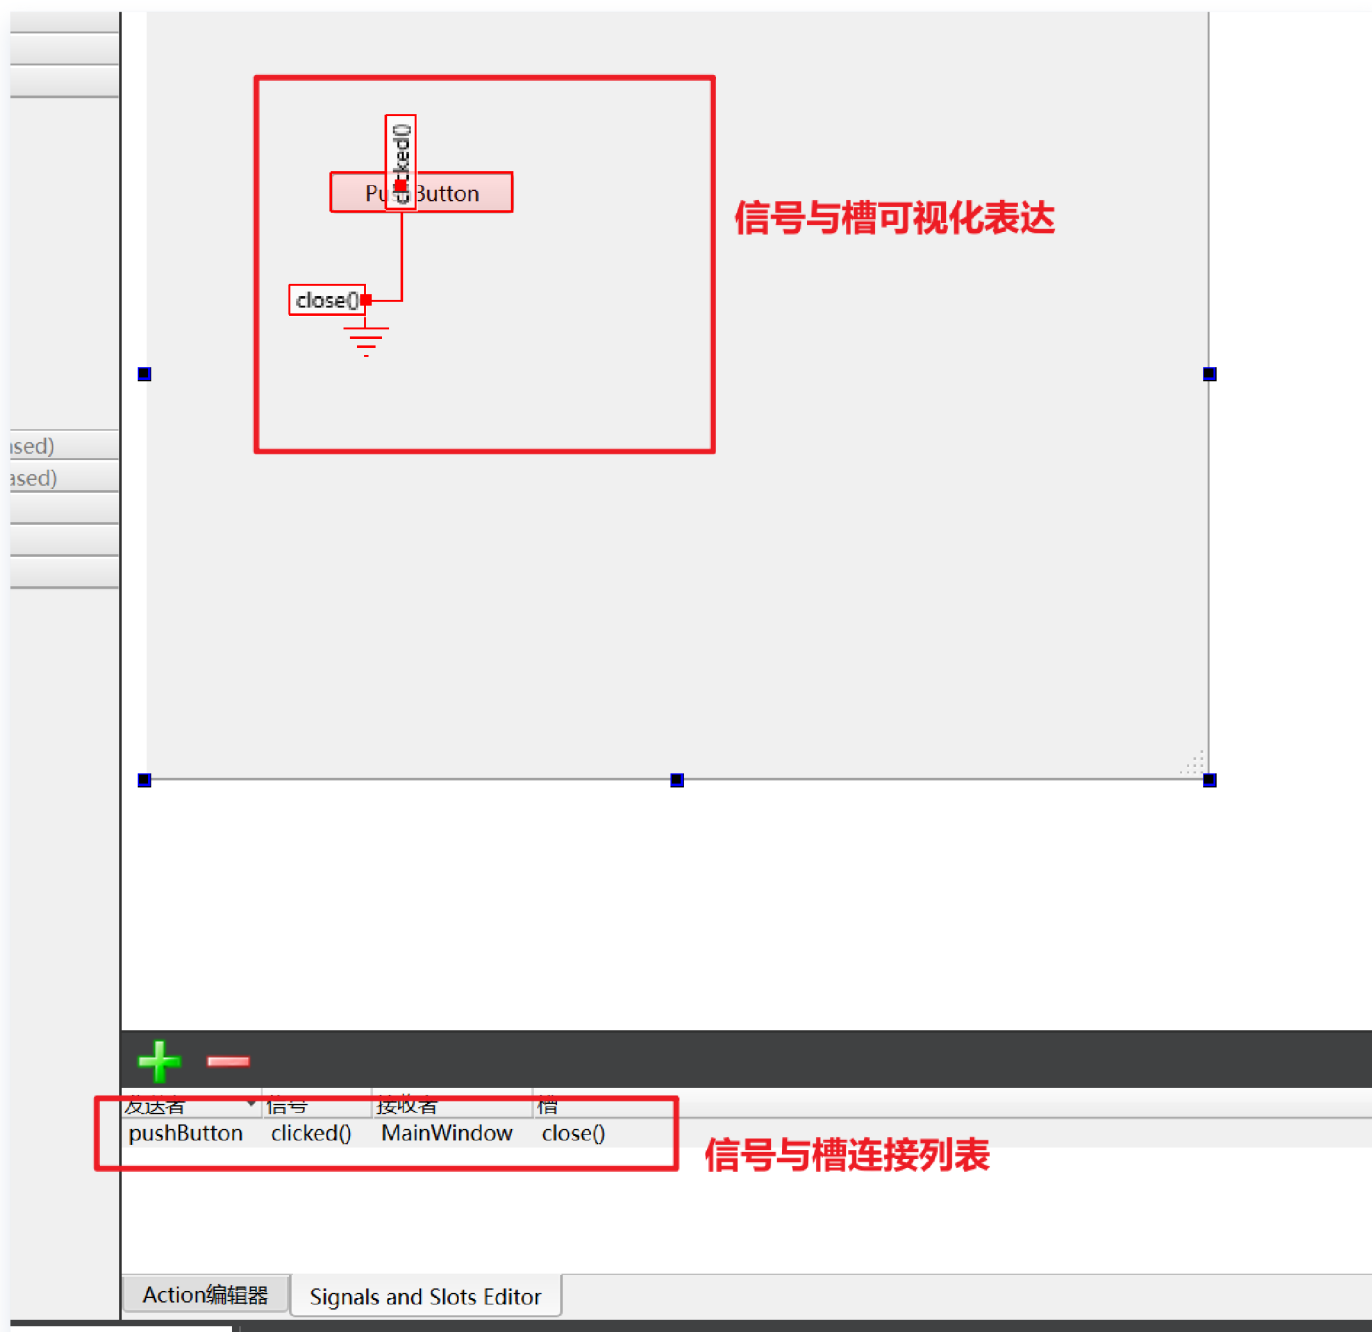 clicked()
PushButton
信号与槽可视化表达
close()
ased)
发送者 信号 接收者 槽
pushButton clicked() MainWindow close()
信号与槽连接列表
Action编辑器 Signals and Slots Editor